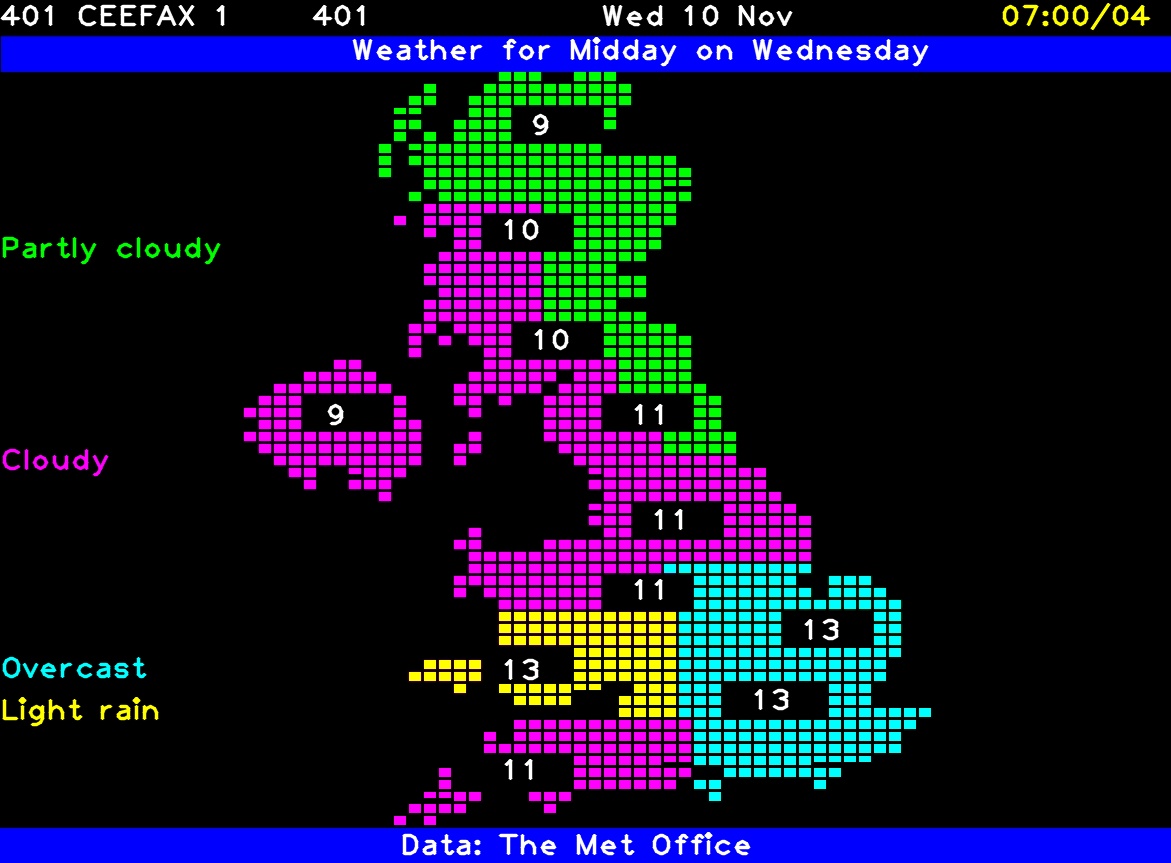 401 CEEFAX 1 401 Wed 10 Nov 07:00/04
Weather for Midday on Wednesday
9
10
Partly cloudy
10
9 11
Cloudy
11
11
13
Overcast 13
13
Light rain
11
Data: The Met Office